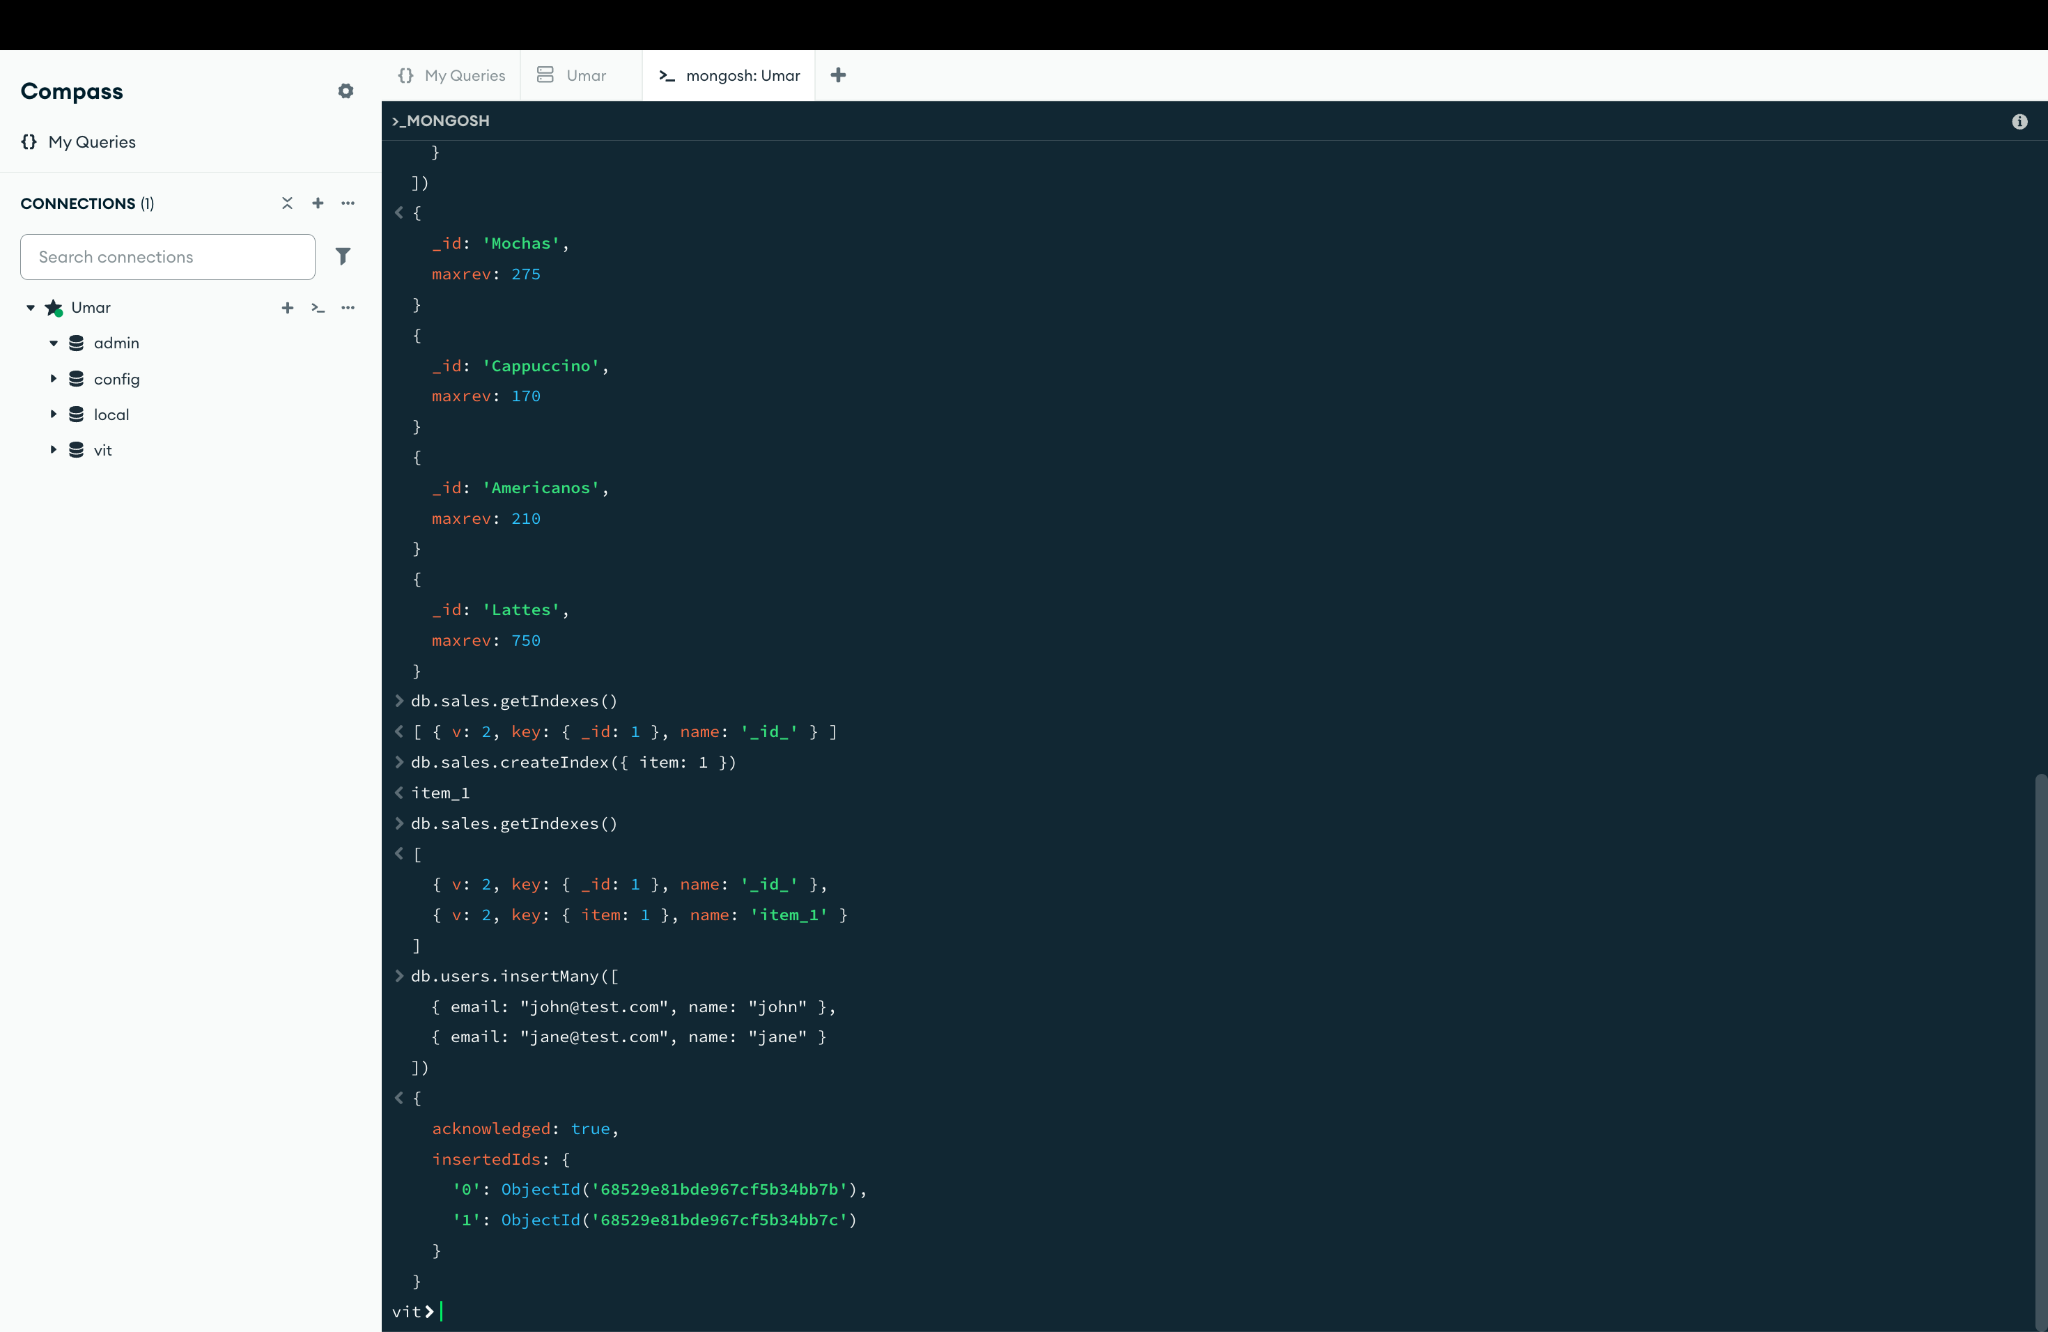 Compass
My Queries
CONNECTIONS (1)
Search connections
Umar
admin
config
local
vit
My Queries
Umar
>_ mongosh: Umar
>_MONGOSH
}
])
< {
_id: 'Mochas',
maxrev: 275
}
{
_id: 'Cappuccino',
maxrev: 170
}
{
_id: 'Americanos',
maxrev: 210
}
{
_id: 'Lattes',
maxrev: 750
}
> db.sales.getIndexes()
< [ { v: 2, key: { _id: 1 }, name: '_id_' } ]
> db.sales.createIndex({ item: 1 })
< item_1
> db.sales.getIndexes()
< [
{ v: 2, key: { _id: 1 }, name: '_id_' },
{ v: 2, key: { item: 1 }, name: 'item_1' }
]
> db.users.insertMany([
{ email: "john@test.com", name: "john" },
{ email: "jane@test.com", name: "jane" }
])
< {
acknowledged: true,
insertedIds: {
'0': ObjectId('68529e81bde967cf5b34bb7b'),
'1': ObjectId('68529e81bde967cf5b34bb7c')
}
}
vit>